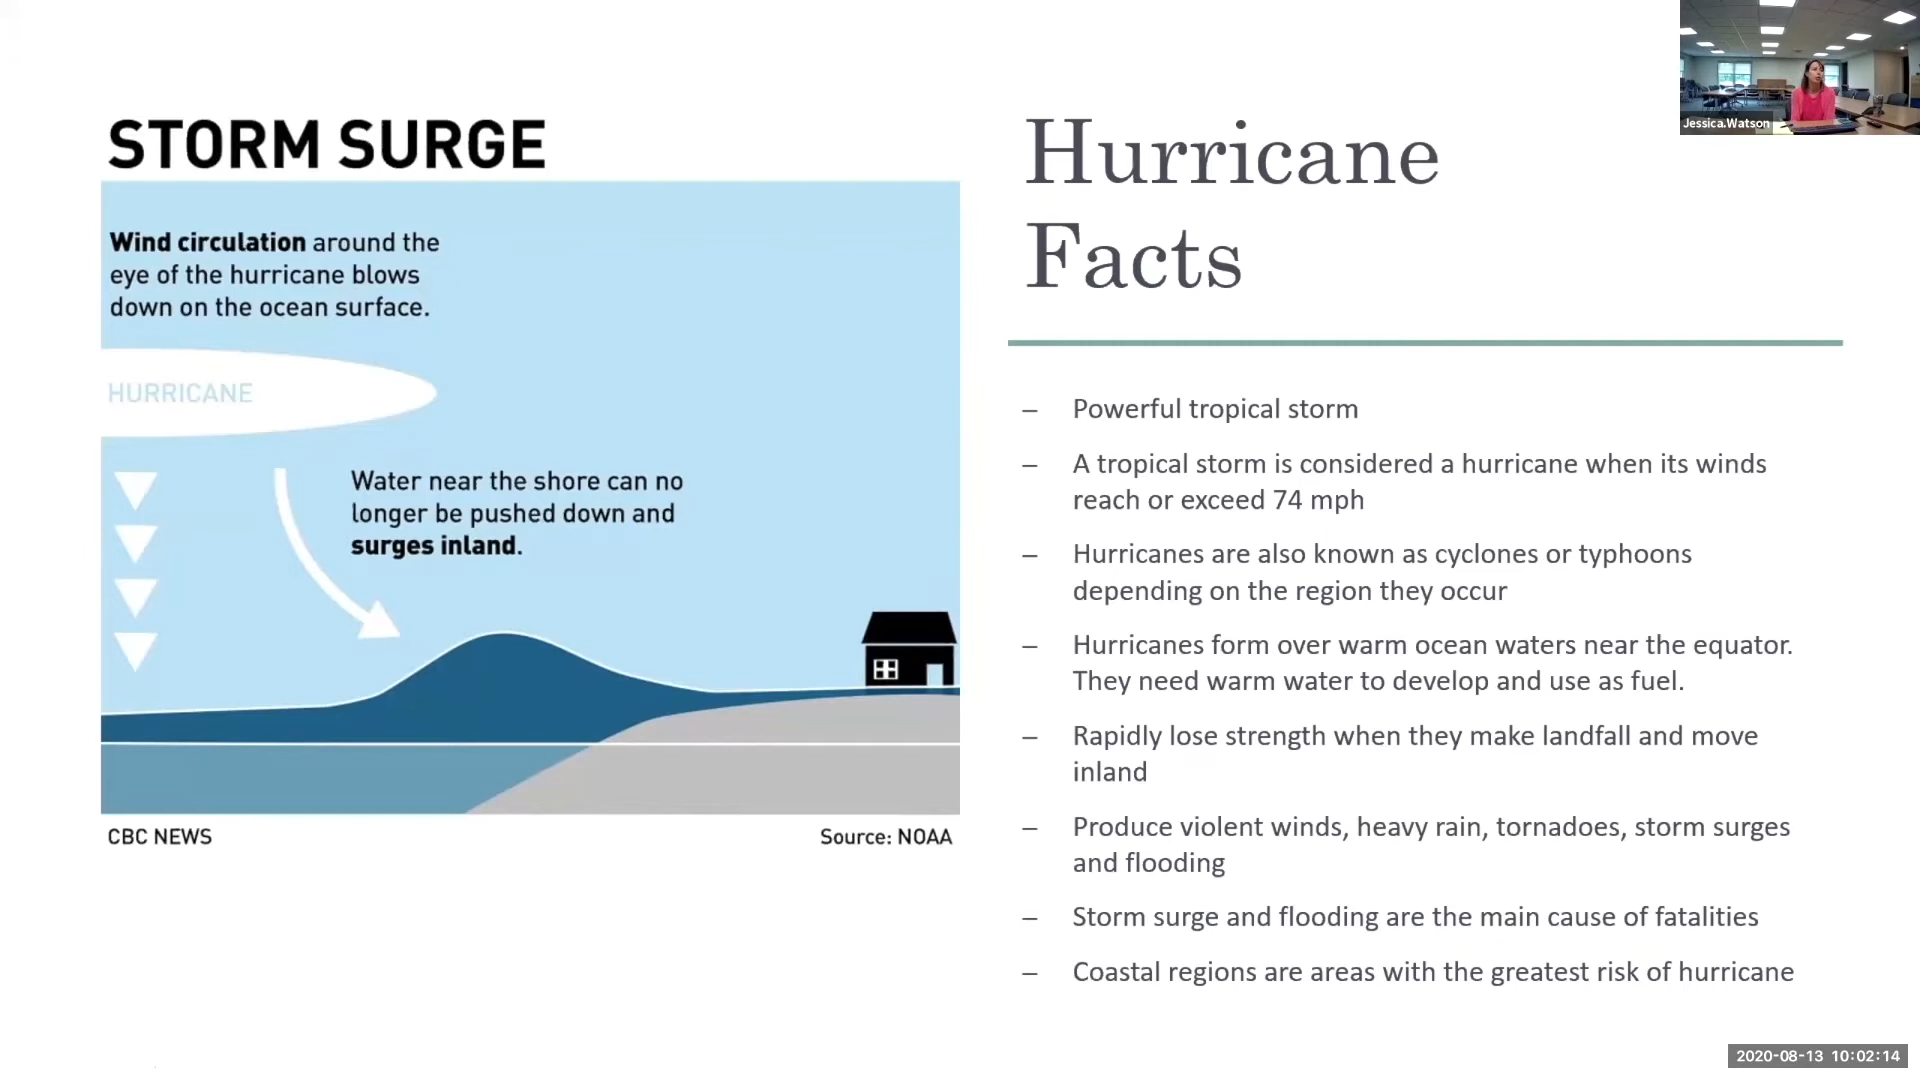 STORM SURGE
Wind circulation around the
eye of the hurricane blows
down on the ocean surface.
HURRICANE
Water near the shore can no
longer be pushed down and
surges inland.
CBC NEWS
Source: NOAA
Hurricane
Facts
– Powerful tropical storm
– A tropical storm is considered a hurricane when its winds
reach or exceed 74 mph
– Hurricanes are also known as cyclones or typhoons
depending on the region they occur
– Hurricanes form over warm ocean waters near the equator.
They need warm water to develop and use as fuel.
– Rapidly lose strength when they make landfall and move
inland
– Produce violent winds, heavy rain, tornadoes, storm surges
and flooding
– Storm surge and flooding are the main cause of fatalities
– Coastal regions are areas with the greatest risk of hurricane
Jessica.Watson
2020-08-13 10:02:14